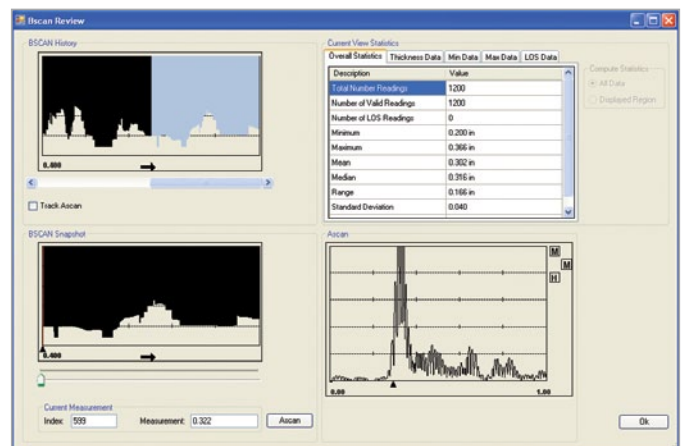 Bscan Review
BSCAN History
0.400
Track Ascan
BSCAN Snapshot
0.400
Current Measurement
Index: 599 Measurement: 0.322 Ascan
Current View Statistics
Overall Statistics Thickness Data Min Data Max Data LOS Data
Description Value
Total Number Readings 1200
Number of Valid Readings 1200
Number of LOS Readings 0
Minimum 0.200 in
Maximum 0.366 in
Mean 0.302 in
Median 0.316 in
Range 0.166 in
Standard Deviation 0.040
Compute Statistics
All Data
Displayed Region
Ascan
M
M
H
0.00 1.00
Ok